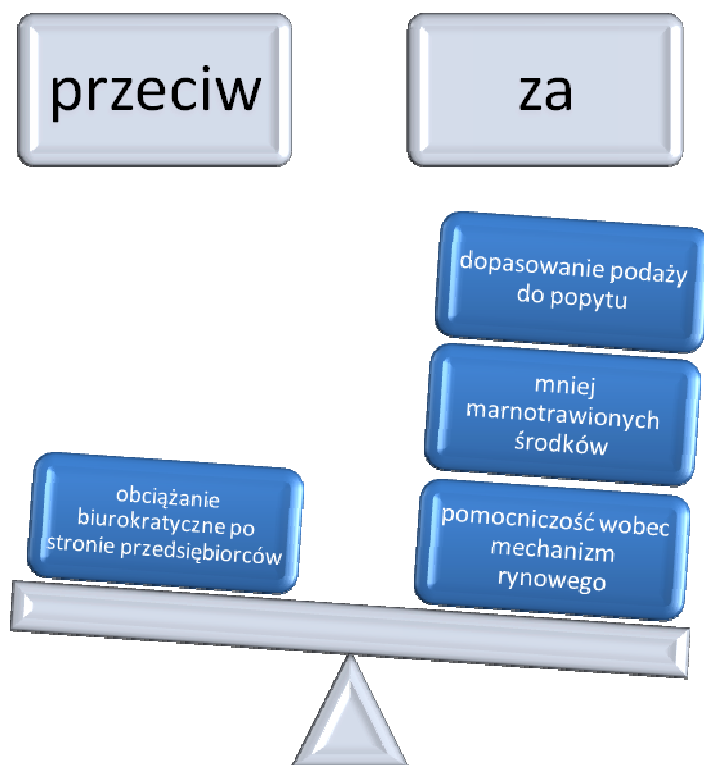 przeciw
za
dopasowanie podaży
do popytu
mniej
marnotrawionych
środków
pomocniczość wobec
mechanizm
rynowego
obciążanie
biurokratyczne po
stronie przedsiębiorców